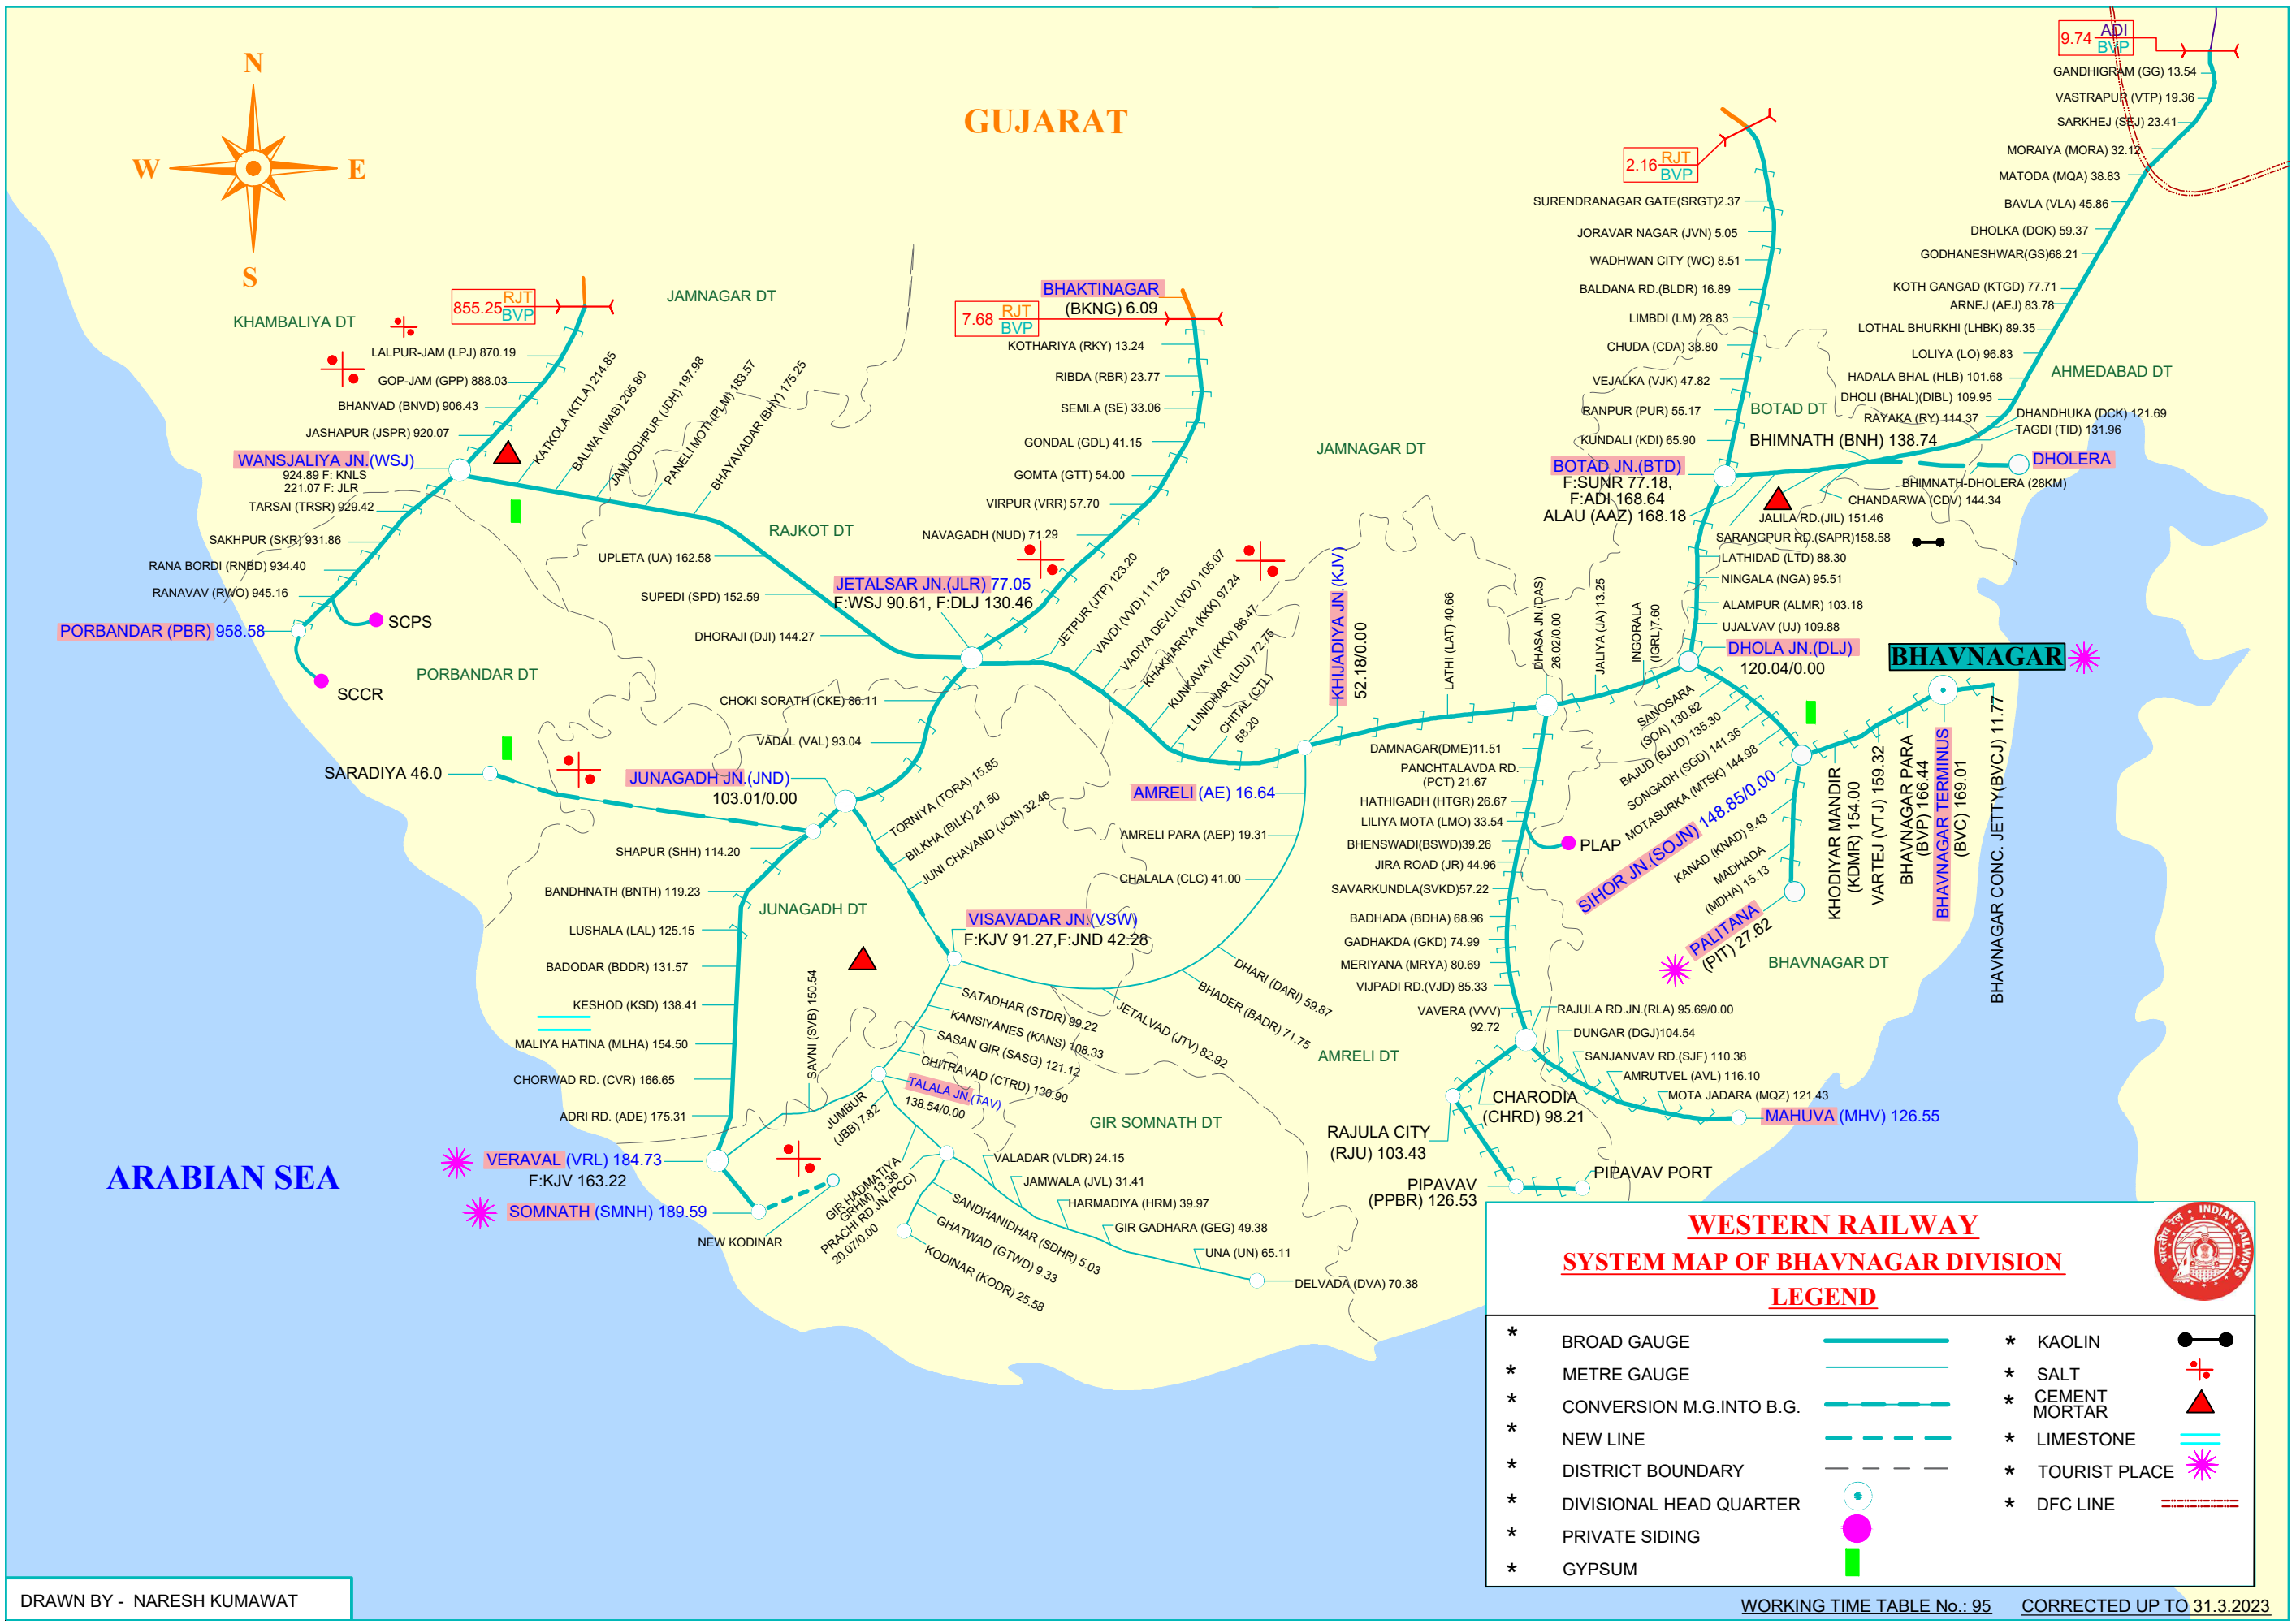 N
W
E
S
GUJARAT
ARABIAN SEA
9.74 ADI
BVP
GANDHIGRAM (GG) 13.54
VASTRAPUR (VTP) 19.36
SARKHEJ (SEJ) 23.41
MORAIYA (MORA) 32.12
MATODA (MQA) 38.83
BAVLA (VLA) 45.86
DHOLKA (DOK) 59.37
GODHANESHWAR(GS)68.21
KOTH GANGAD (KTGD) 77.71
ARNEJ (AEJ) 83.78
LOTHAL BHURKHI (LHBK) 89.35
LOLIYA (LO) 96.83
HADALA BHAL (HLB) 101.68
DHOLI (BHAL)(DIBL) 109.95
RAYAKA (RY) 114.37
DHANDHUKA (DCK) 121.69
TAGDI (TID) 131.96
BHIMNATH (BNH) 138.74
AHMEDABAD DT
BOTAD DT
DHOLERA
BHIMNATH-DHOLERA (28KM)
CHANDARWA (CDV) 144.34
JALILA RD.(JIL) 151.46
SARANGPUR RD.(SAPR)158.58
2.16 RJT
BVP
SURENDRANAGAR GATE(SRGT)2.37
JORAVAR NAGAR (JVN) 5.05
WADHWAN CITY (WC) 8.51
BALDANA RD.(BLDR) 16.89
LIMBDI (LM) 28.83
CHUDA (CDA) 38.80
VEJALKA (VJK) 47.82
RANPUR (PUR) 55.17
KUNDALI (KDI) 65.90
BOTAD JN.(BTD)
F:SUNR 77.18,
F:ADI 168.64
ALAU (AAZ) 168.18
LATHIDAD (LTD) 88.30
NINGALA (NGA) 95.51
ALAMPUR (ALMR) 103.18
UJALVAV (UJ) 109.88
DHOLA JN.(DLJ)
120.04/0.00
BHAVNAGAR
855.25 RJT
BVP
JAMNAGAR DT
KHAMBALIYA DT
LALPUR-JAM (LPJ) 870.19
GOP-JAM (GPP) 888.03
BHANVAD (BNVD) 906.43
JASHAPUR (JSPR) 920.07
WANSJALIYA JN.(WSJ)
924.89 F: KNLS
221.07 F: JLR
TARSAI (TRSR) 929.42
SAKHPUR (SKR) 931.86
RANA BORDI (RNBD) 934.40
RANAVAV (RWO) 945.16
PORBANDAR (PBR) 958.58
SCPS
SCCR
PORBANDAR DT
KATKOLA (KTLA) 214.85
BALWA (WAB) 205.80
JAMJODHPUR (JDH) 197.98
PANELI MOTI (PLM) 183.57
BHAYAVADAR (BHY) 175.25
RAJKOT DT
UPLETA (UA) 162.58
SUPEDI (SPD) 152.59
DHORAJI (DJI) 144.27
7.68 RJT
BVP
BHAKTINAGAR
(BKNG) 6.09
KOTHARIYA (RKY) 13.24
RIBDA (RBR) 23.77
SEMLA (SE) 33.06
GONDAL (GDL) 41.15
GOMTA (GTT) 54.00
VIRPUR (VRR) 57.70
NAVAGADH (NUD) 71.29
JAMNAGAR DT
JETALSAR JN.(JLR) 77.05
F:WSJ 90.61, F:DLJ 130.46
JETPUR (JTP) 123.20
VAVDI (VVD) 111.25
VADIYA DEVLI (VDV) 105.07
KHAKHARIYA (KKK) 97.24
KUNKAVAV (KKV) 86.47
LUNIDHAR (LDU) 72.75
CHITAL (CTL)
58.20
KHIJADIYA JN.(KJV)
52.18/0.00
LATHI (LAT) 40.66
DHASA JN.(DAS)
26.02/0.00
JALIYA (JA) 13.25
INGORALA
(IGRL)7.60
CHOKI SORATH (CKE) 86.11
VADAL (VAL) 93.04
JUNAGADH JN.(JND)
103.01/0.00
SARADIYA 46.0
SHAPUR (SHH) 114.20
BANDHNATH (BNTH) 119.23
LUSHALA (LAL) 125.15
BADODAR (BDDR) 131.57
KESHOD (KSD) 138.41
MALIYA HATINA (MLHA) 154.50
CHORWAD RD. (CVR) 166.65
ADRI RD. (ADE) 175.31
VERAVAL (VRL) 184.73
F:KJV 163.22
SOMNATH (SMNH) 189.59
NEW KODINAR
JUNAGADH DT
TORNIYA (TORA) 15.85
BILKHA (BILK) 21.50
JUNI CHAVAND (JCN) 32.46
VISAVADAR JN.(VSW)
F:KJV 91.27,F:JND 42.28
AMRELI (AE) 16.64
AMRELI PARA (AEP) 19.31
CHALALA (CLC) 41.00
DHARI (DARI) 59.87
BHADER (BADR) 71.75
JETALVAD (JTV) 82.92
SATADHAR (STDR) 99.22
KANSIYANES (KANS) 108.33
SASAN GIR (SASG) 121.12
CHITRAVAD (CTRD) 130.90
TALALA JN.(TAV)
138.54/0.00
SAVNI (SVB) 150.54
JUMBUR
(JBB) 7.82
GIR HADMATIYA
GRHM) 13.36
PRACHI RD.JN.(PCC)
20.07/0.00
VALADAR (VLDR) 24.15
JAMWALA (JVL) 31.41
HARMADIYA (HRM) 39.97
GIR GADHARA (GEG) 49.38
UNA (UN) 65.11
DELVADA (DVA) 70.38
SANDHANIDHAR (SDHR) 5.03
GHATWAD (GTWD) 9.33
KODINAR (KODR) 25.58
GIR SOMNATH DT
AMRELI DT
DAMNAGAR(DME)11.51
PANCHTALAVDA RD.
(PCT) 21.67
HATHIGADH (HTGR) 26.67
LILIYA MOTA (LMO) 33.54
BHENSWADI(BSWD)39.26
JIRA ROAD (JR) 44.96
SAVARKUNDLA(SVKD)57.22
BADHADA (BDHA) 68.96
GADHAKDA (GKD) 74.99
MERIYANA (MRYA) 80.69
VIJPADI RD.(VJD) 85.33
VAVERA (VVV)
92.72
PLAP
RAJULA RD.JN.(RLA) 95.69/0.00
DUNGAR (DGJ)104.54
SANJANVAV RD.(SJF) 110.38
AMRUTVEL (AVL) 116.10
MOTA JADARA (MQZ) 121.43
MAHUVA (MHV) 126.55
CHARODIA
(CHRD) 98.21
RAJULA CITY
(RJU) 103.43
PIPAVAV
(PPBR) 126.53
PIPAVAV PORT
SANOSARA
(SOA) 130.82
BAJUD (BJUD) 135.30
SONGADH (SGD) 141.36
MOTASURKA (MTSK) 144.98
SIHOR JN.(SOJN) 148.85/0.00
KANAD (KNAD) 9.43
MADHADA
(MDHA) 15.13
PALITANA
(PIT) 27.62
BHAVNAGAR DT
KHODIYAR MANDIR
(KDMR) 154.00
VARTEJ (VTJ) 159.32
BHAVNAGAR PARA
(BVP) 166.44
BHAVNAGAR TERMINUS
(BVC) 169.01
BHAVNAGAR CONC. JETTY(BVCJ) 11.77
WESTERN RAILWAY
SYSTEM MAP OF BHAVNAGAR DIVISION
LEGEND
INDIAN RAILWAYS
भारतीय रेल
* BROAD GAUGE
* METRE GAUGE
* CONVERSION M.G.INTO B.G.
* NEW LINE
* DISTRICT BOUNDARY
* DIVISIONAL HEAD QUARTER
* PRIVATE SIDING
* GYPSUM
* KAOLIN
* SALT
* CEMENT
MORTAR
* LIMESTONE
* TOURIST PLACE
* DFC LINE
DRAWN BY - NARESH KUMAWAT
WORKING TIME TABLE No.: 95
CORRECTED UP TO 31.3.2023